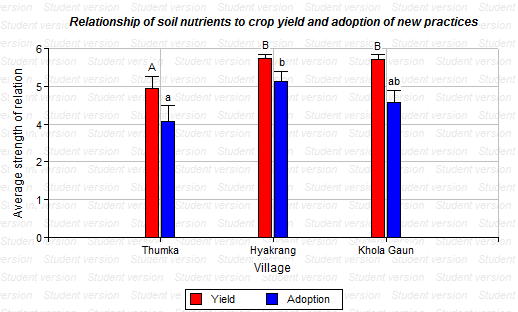 Relationship of soil nutrients to crop yield and adoption of new practices
Average strength of relation
6
5
4
2
1
0
A
a
B
b
B
ab
Thumka
Hyakrang
Khola Gaun
Village
Yield
Adoption
Student version